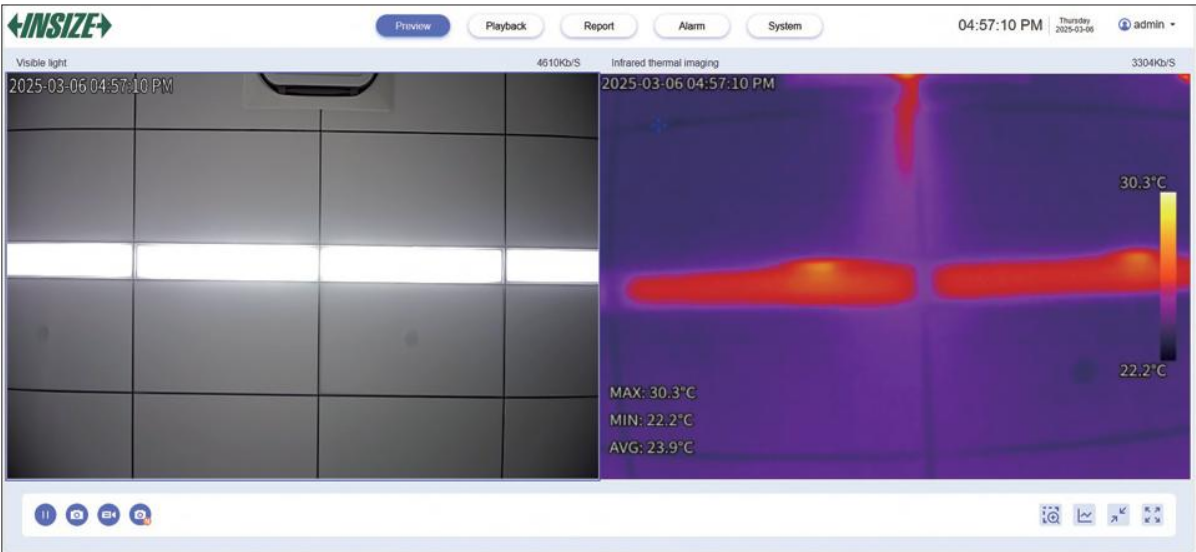 INSIZE
Preview Playback Report Alarm System
04:57:10 PM Thursday 2025-03-06 admin
Visible light 4610Kb/S Infrared thermal imaging 3304Kb/S
2025-03-06 04:57:10 PM
2025-03-06 04:57:10 PM
30.3°C
22.2°C
MAX: 30.3°C
MIN: 22.2°C
AVG: 23.9°C